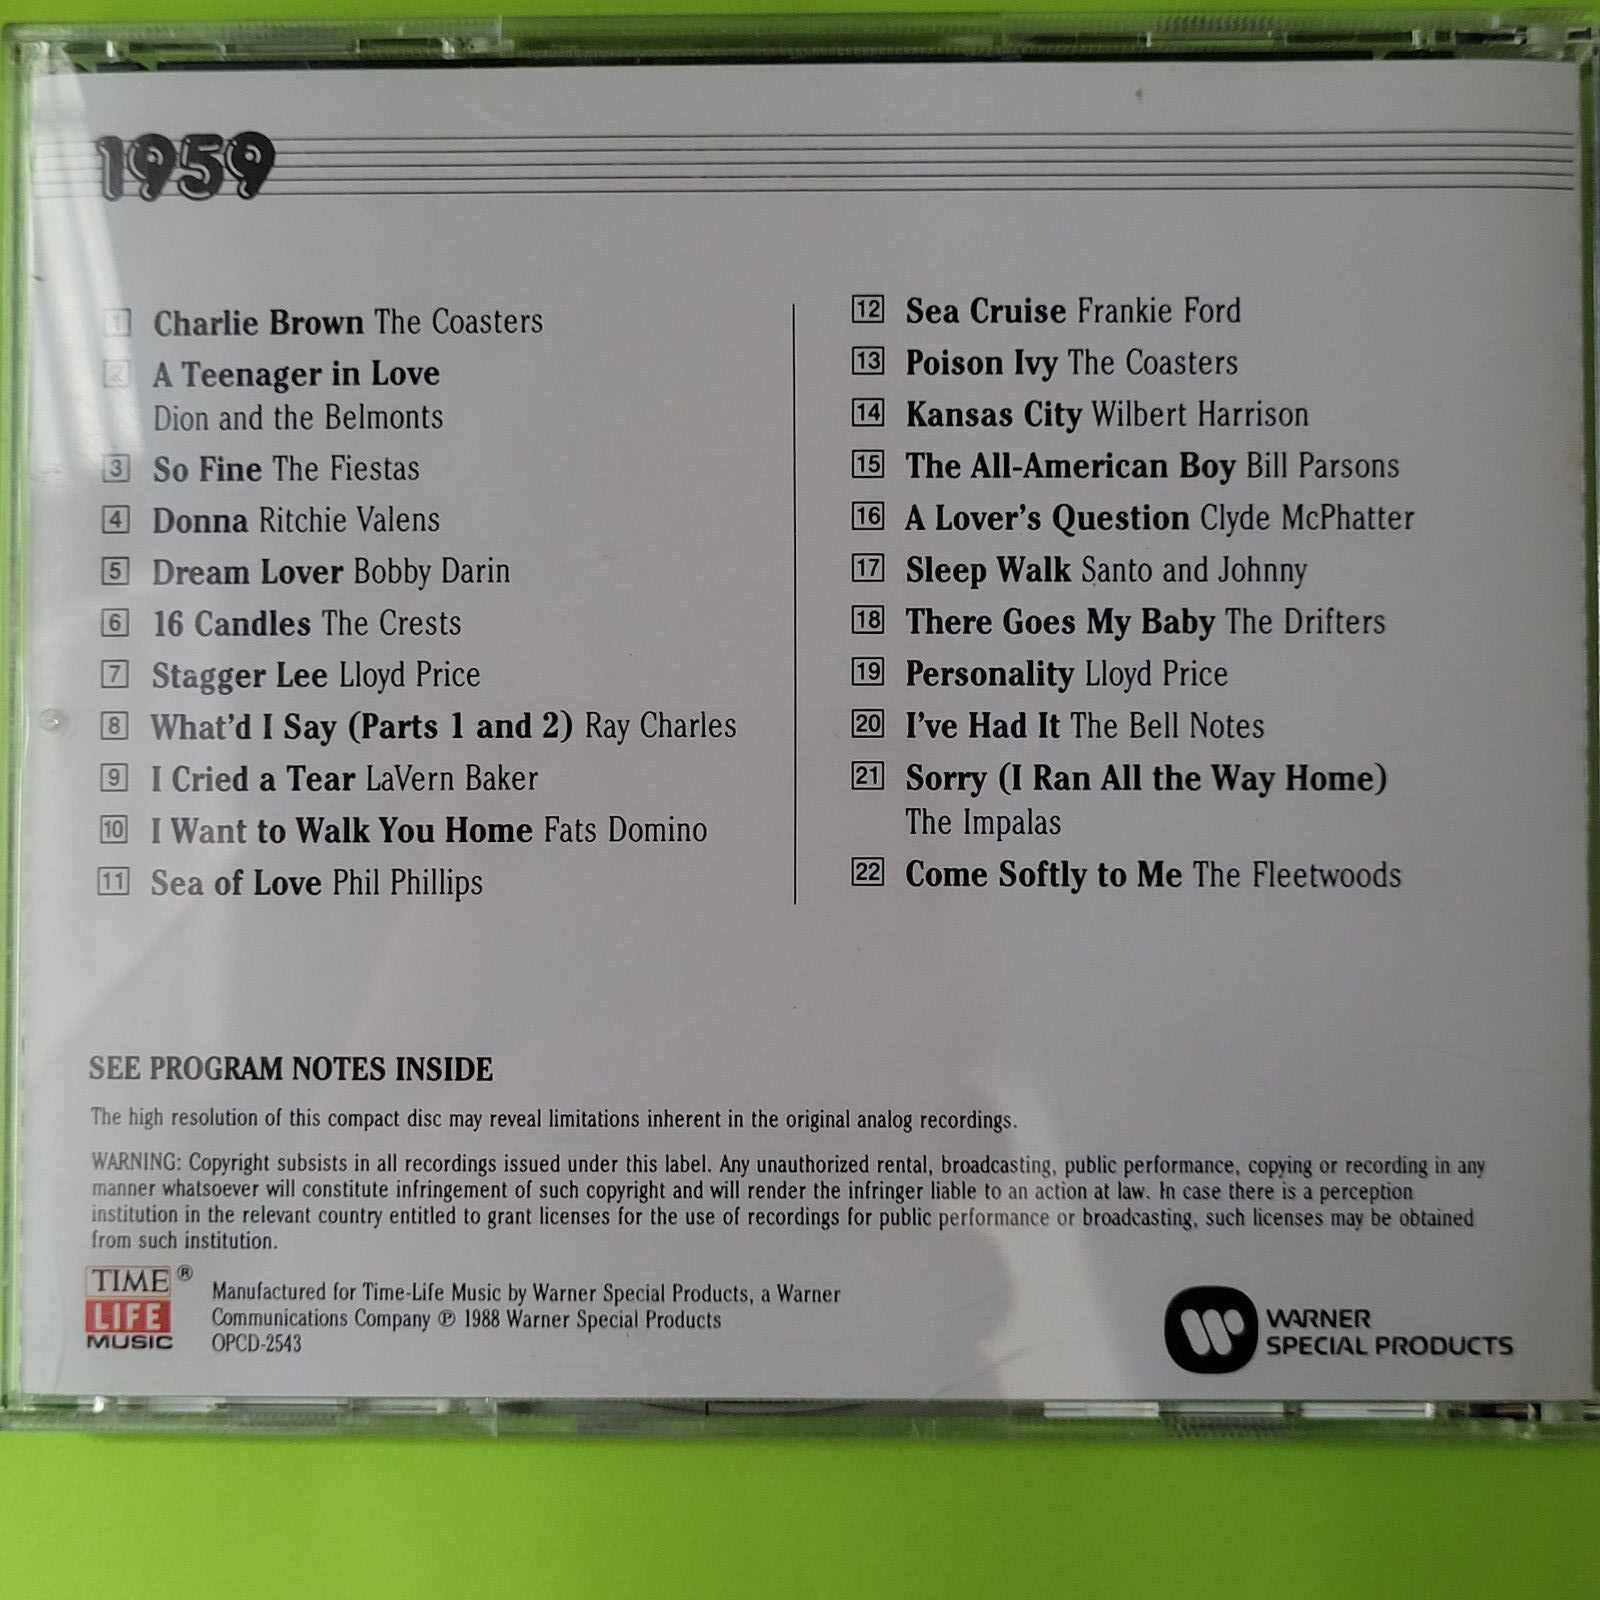 1959
1 Charlie Brown The Coasters
2 A Teenager in Love
Dion and the Belmonts
3 So Fine The Fiestas
4 Donna Ritchie Valens
5 Dream Lover Bobby Darin
6 16 Candles The Crests
7 Stagger Lee Lloyd Price
8 What'd I Say (Parts 1 and 2) Ray Charles
9 I Cried a Tear LaVern Baker
10 I Want to Walk You Home Fats Domino
11 Sea of Love Phil Phillips
12 Sea Cruise Frankie Ford
13 Poison Ivy The Coasters
14 Kansas City Wilbert Harrison
15 The All-American Boy Bill Parsons
16 A Lover's Question Clyde McPhatter
17 Sleep Walk Santo and Johnny
18 There Goes My Baby The Drifters
19 Personality Lloyd Price
20 I've Had It The Bell Notes
21 Sorry (I Ran All the Way Home)
The Impalas
22 Come Softly to Me The Fleetwoods
SEE PROGRAM NOTES INSIDE
The high resolution of this compact disc may reveal limitations inherent in the original analog recordings.
WARNING: Copyright subsists in all recordings issued under this label. Any unauthorized rental, broadcasting, public performance, copying or recording in any
manner whatsoever will constitute infringement of such copyright and will render the infringer liable to an action at law. In case there is a perception
institution in the relevant country entitled to grant licenses for the use of recordings for public performance or broadcasting, such licenses may be obtained
from such institution.
TIME ®
LIFE
MUSIC
Manufactured for Time-Life Music by Warner Special Products, a Warner
Communications Company ℗ 1988 Warner Special Products
OPCD-2543
WARNER
SPECIAL PRODUCTS